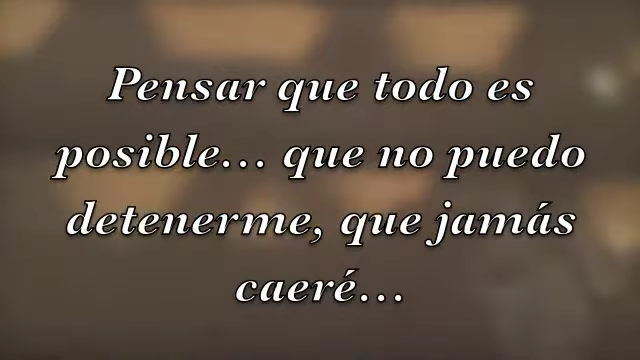 Pensar que todo es
posible... que no puedo
detenerme, que jamás
caeré...